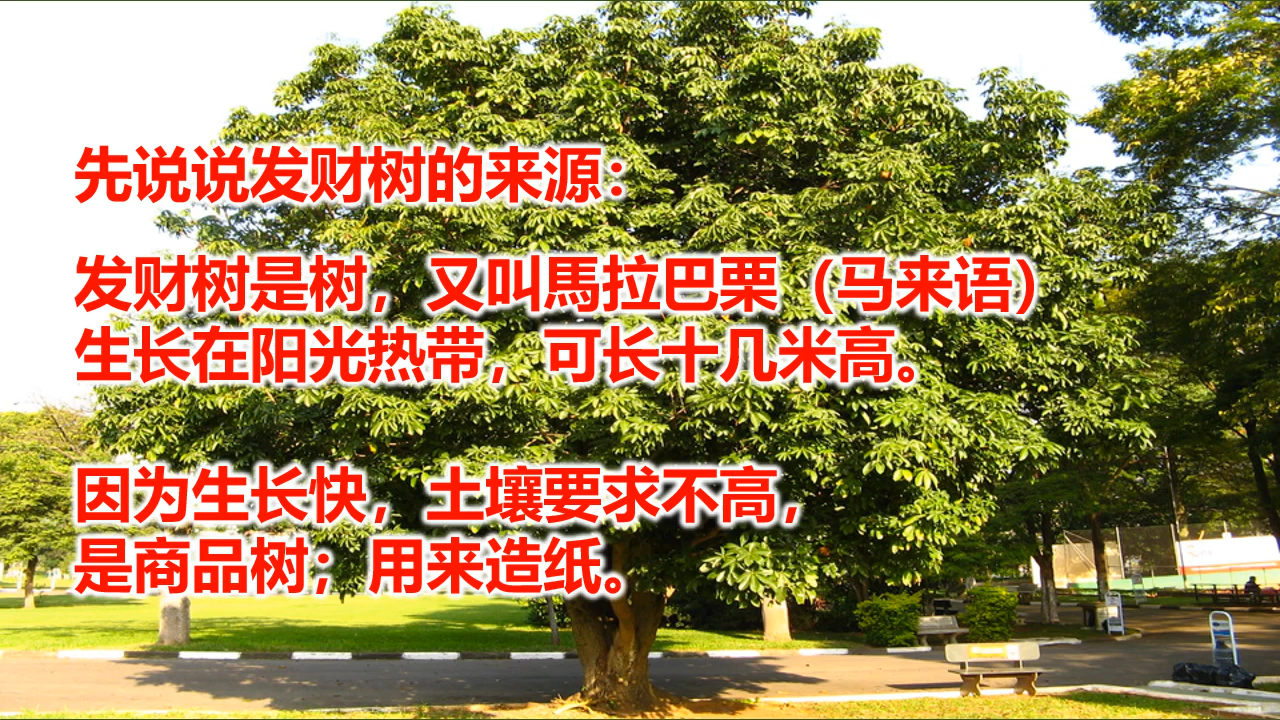 先说说发财树的来源：
发财树是树，又叫馬拉巴栗（马来语）
生长在阳光热带，可长十几米高。
因为生长快，土壤要求不高，
是商品树；用来造纸。